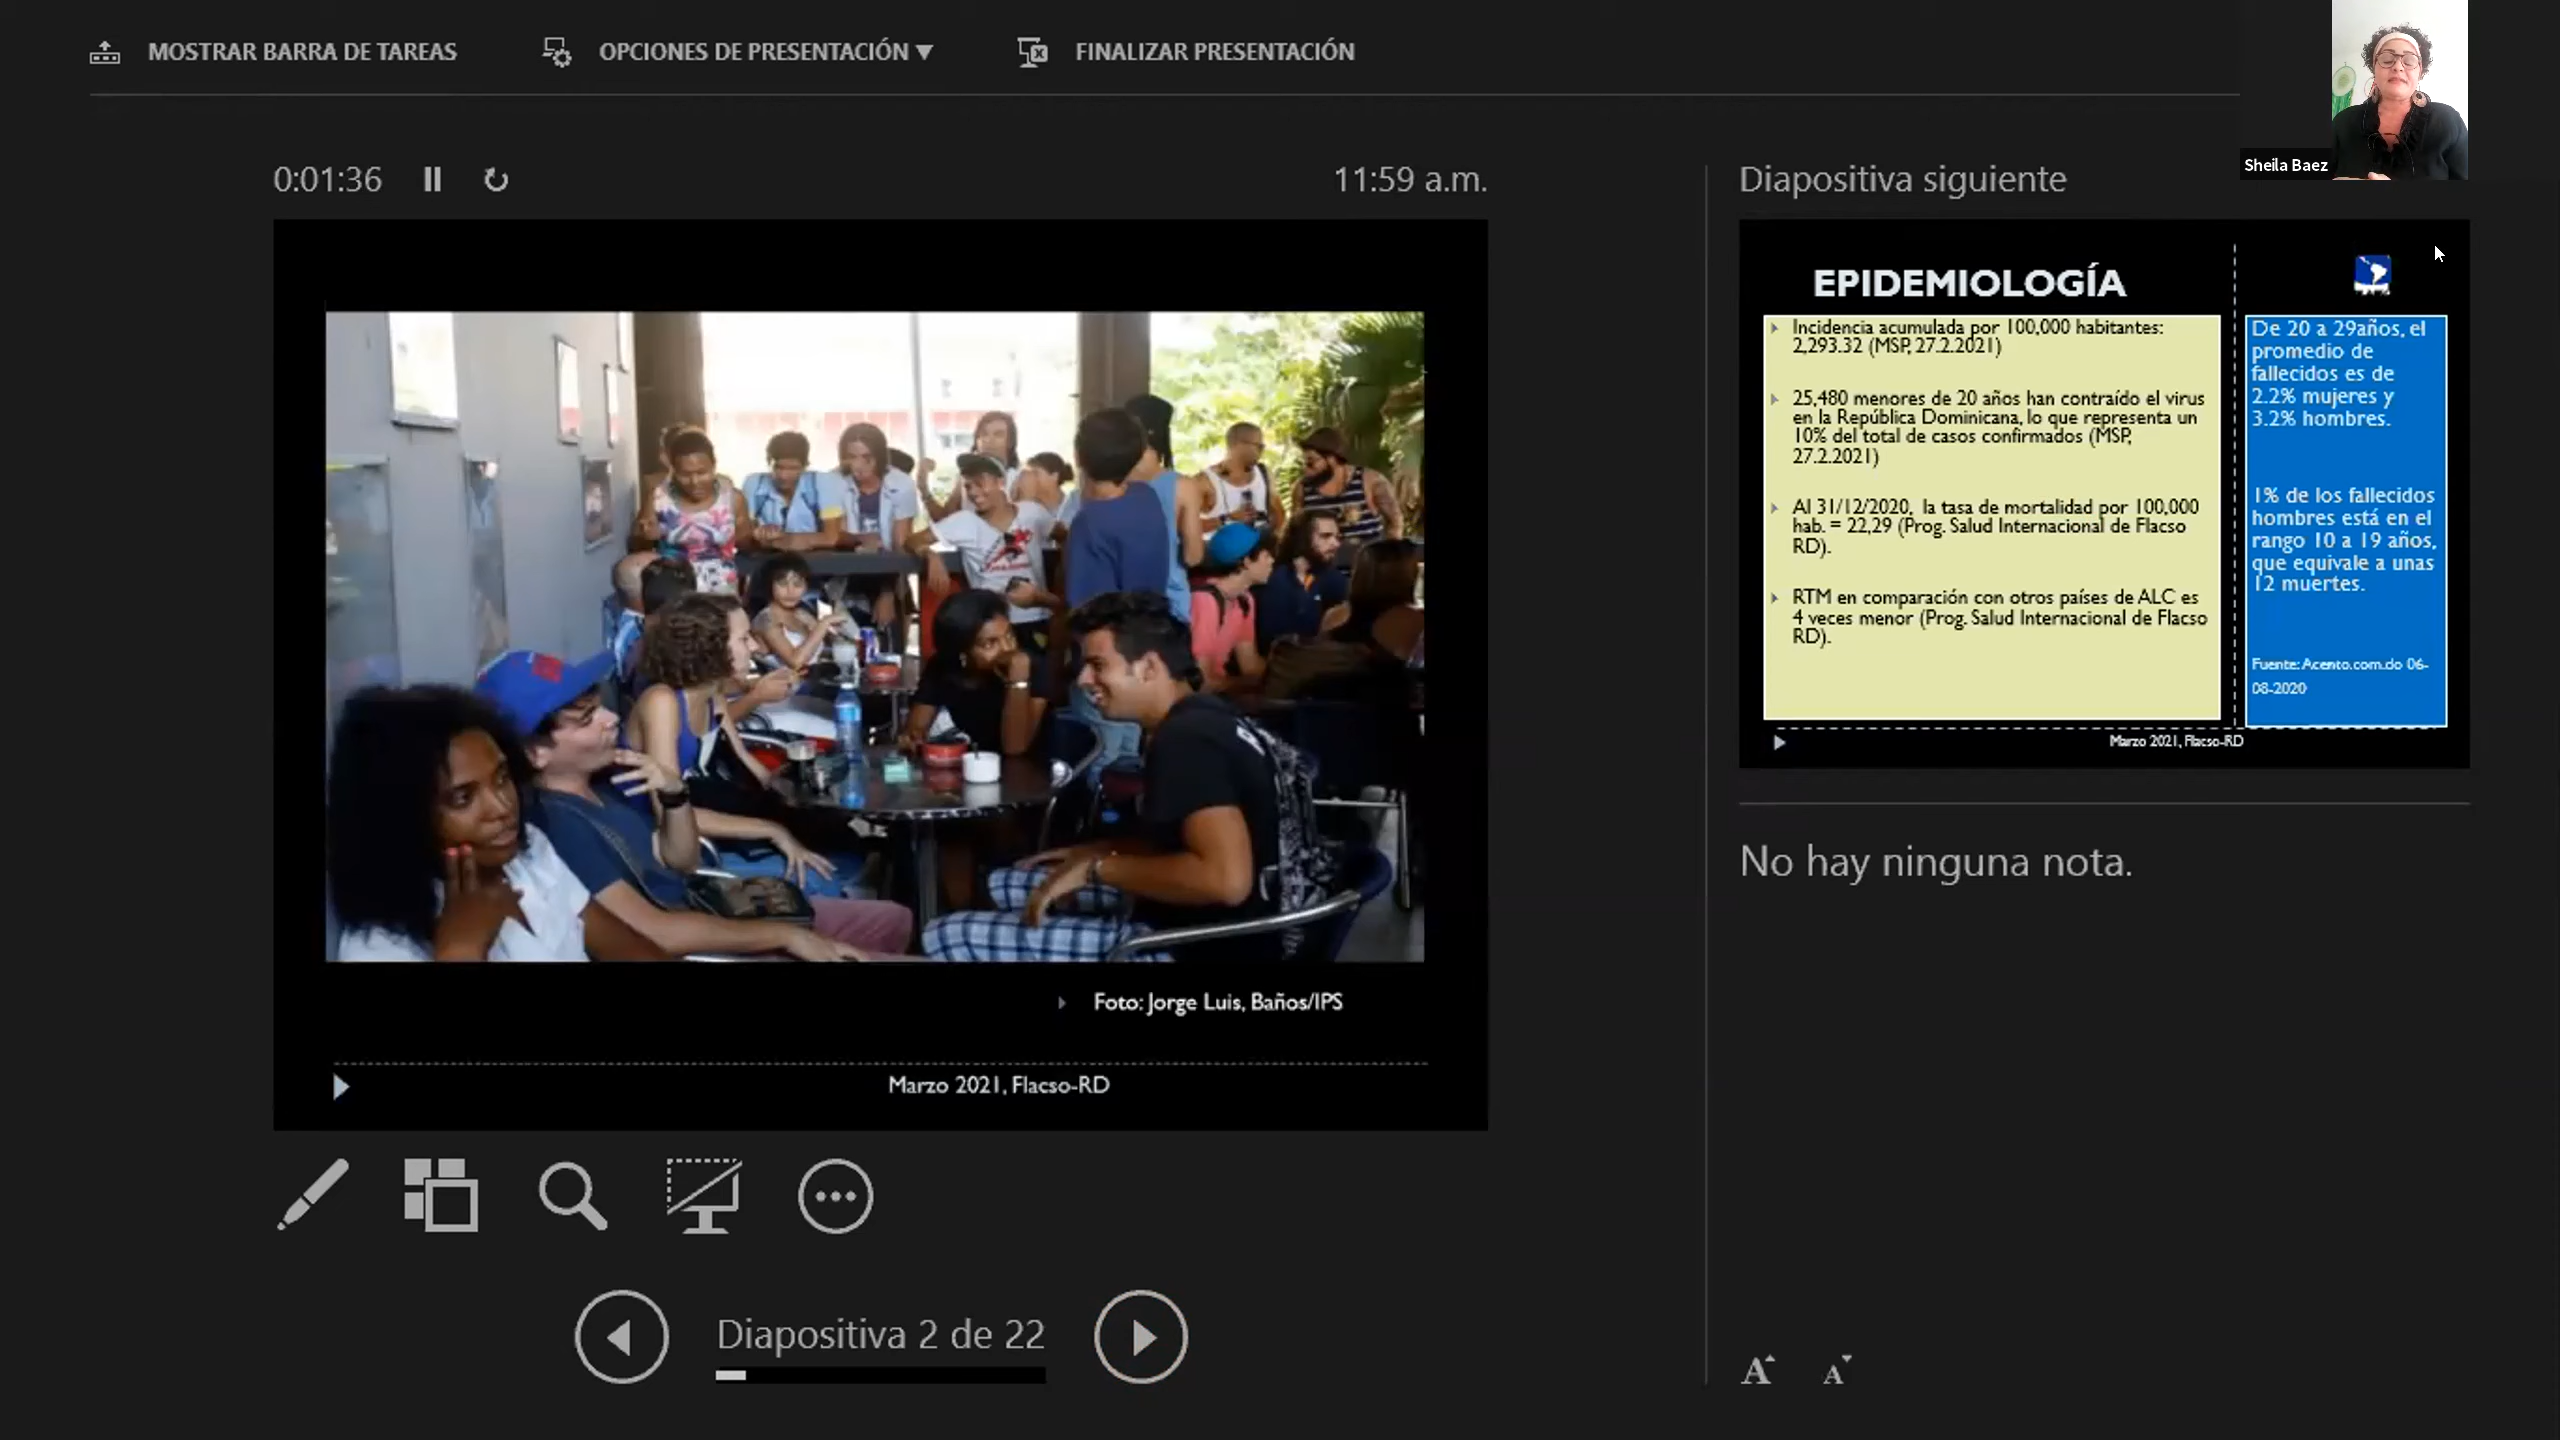 MOSTRAR BARRA DE TAREAS
OPCIONES DE PRESENTACIÓN
FINALIZAR PRESENTACIÓN
Sheila Baez
0:01:36
11:59 a.m.
Foto: Jorge Luis, Baños/IPS
Marzo 2021, Flacso-RD
Diapositiva 2 de 22
Diapositiva siguiente
EPIDEMIOLOGÍA
Incidencia acumulada por 100,000 habitantes:
2,293.32 (MSP, 27.2.2021)
25,480 menores de 20 años han contraído el virus
en la República Dominicana, lo que representa un
10% del total de casos confirmados (MSP,
27.2.2021)
Al 31/12/2020, la tasa de mortalidad por 100,000
hab. = 22,29 (Prog. Salud Internacional de Flacso
RD).
RTM en comparación con otros países de ALC es
4 veces menor (Prog. Salud Internacional de Flacso
RD).
De 20 a 29años, el
promedio de
fallecidos es de
2.2% mujeres y
3.2% hombres.
1% de los fallecidos
hombres está en el
rango 10 a 19 años,
que equivale a unas
12 muertes.
Fuente: Acento.com.do 06-
08-2020
Marzo 2021, Flacso-RD
No hay ninguna nota.
A A